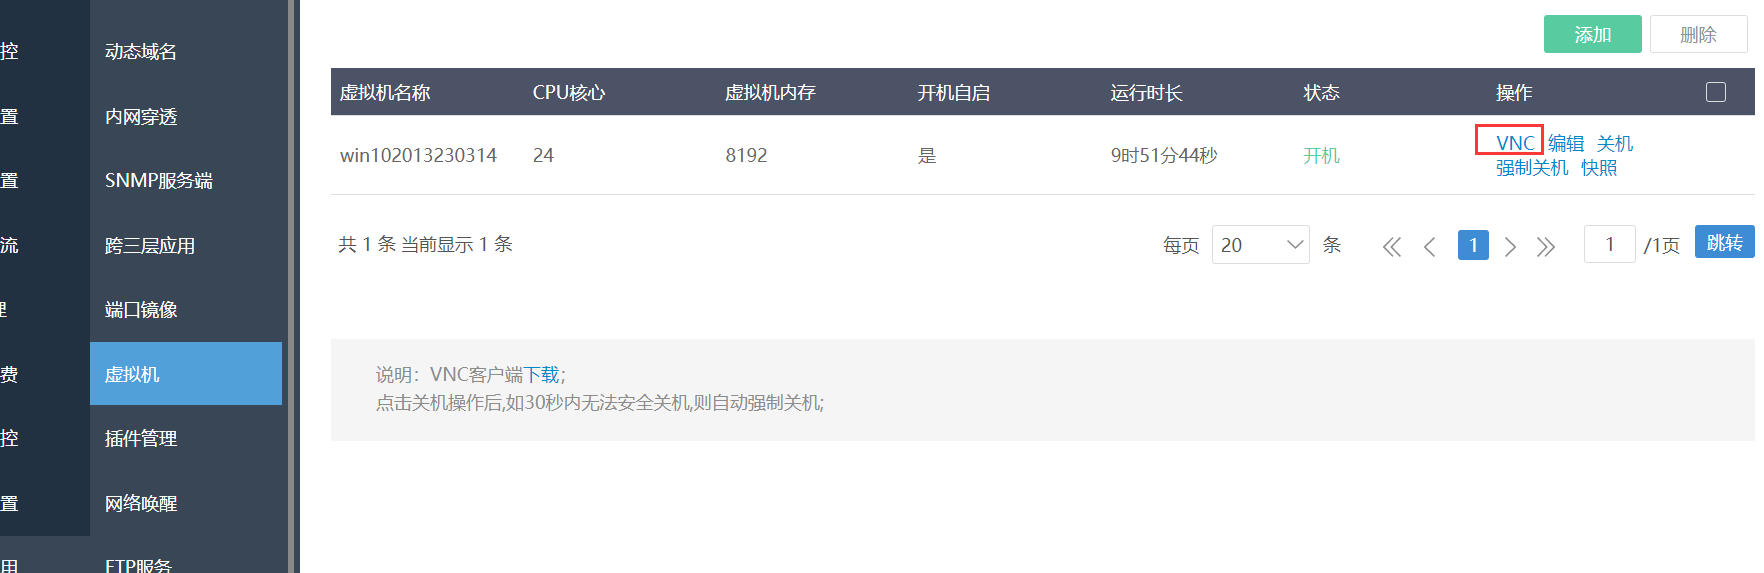 控
置
置
流
理
费
控
置
用
动态域名
内网穿透
SNMP服务端
跨三层应用
端口镜像
虚拟机
插件管理
网络唤醒
FTP服务
添加 删除
虚拟机名称 CPU核心 虚拟机内存 开机自启 运行时长 状态 操作
win102013230314 24 8192 是 9时51分44秒 开机 VNC 编辑 关机
强制关机 快照
共 1 条 当前显示 1 条 每页 20 条 1 1 /1页 跳转
说明：VNC客户端下载;
点击关机操作后,如30秒内无法安全关机,则自动强制关机;